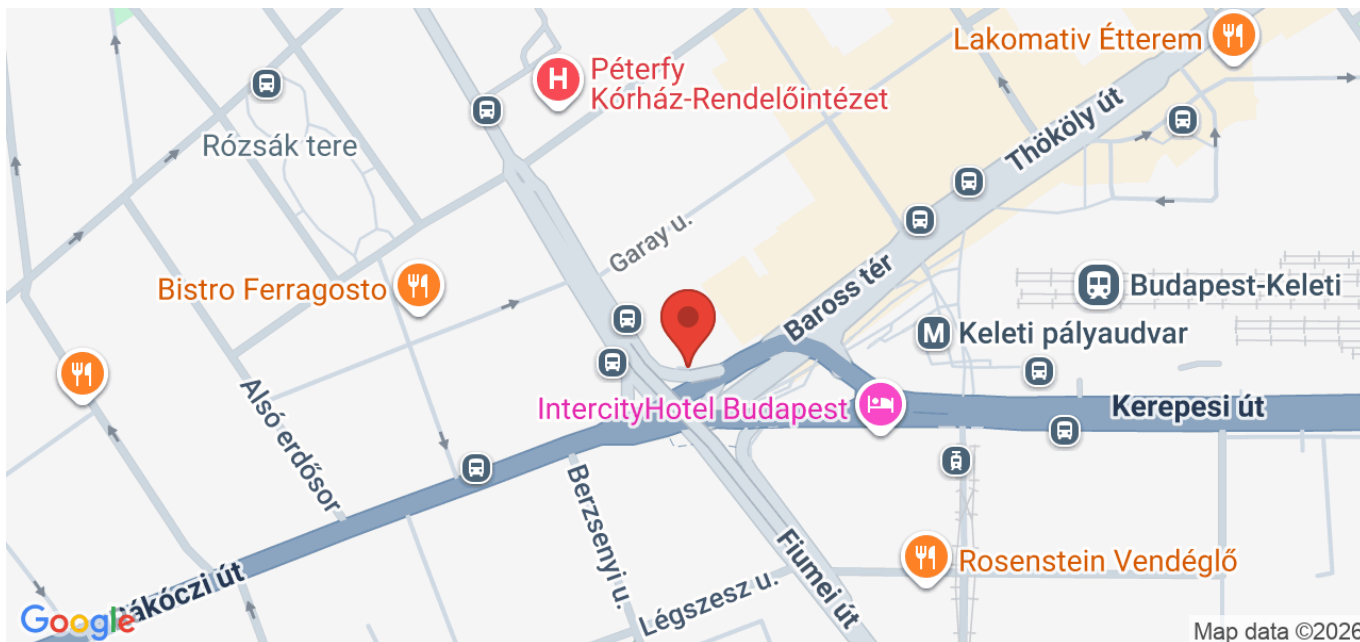 Lakomativ Étterem
Péterfy
Kórház-Rendelőintézet
H
Thököly út
Rózsák tere
Garay u.
Bistro Ferragosto
Baross tér
Budapest-Keleti
M
Keleti pályaudvar
Alsó erdősor
IntercityHotel Budapest
Kerepesi út
Berzsenyi u.
Fiumei út
Rosenstein Vendéglő
Légszesz u.
Rákóczi út
Google
Map data ©2026